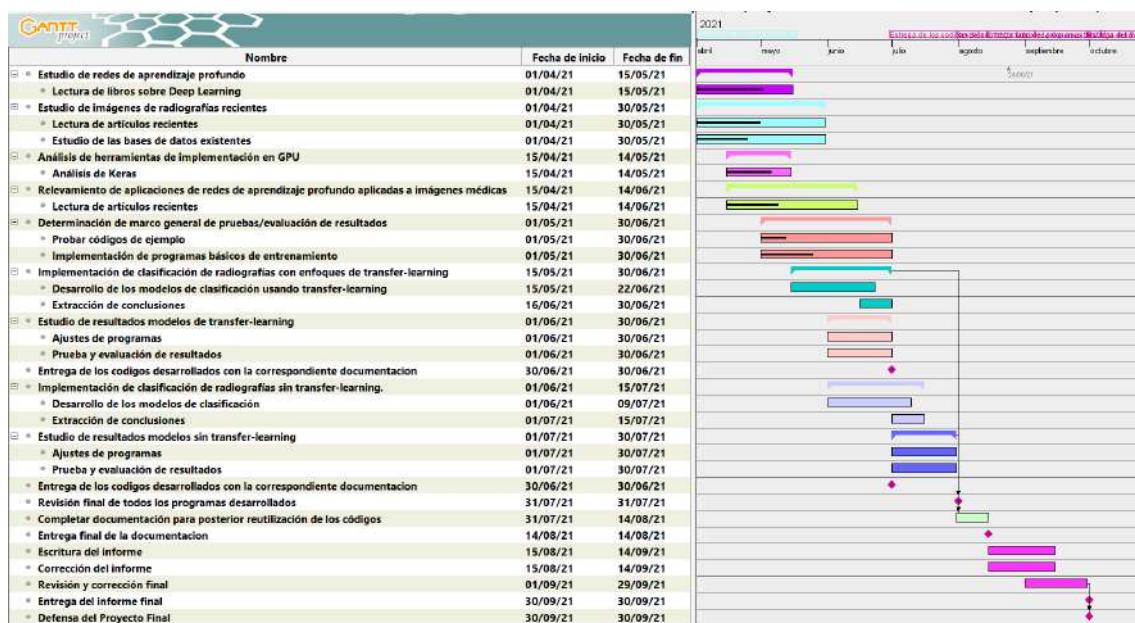 GANTT
project
2021
Nombre Fecha de inicio Fecha de fin
abril mayo junio julio agosto septiembre octubre
Estudio de redes de aprendizaje profundo 01/04/21 15/05/21
Lectura de libros sobre Deep Learning 01/04/21 15/05/21
Estudio de imágenes de radiografías recientes 01/04/21 30/05/21
Lectura de artículos recientes 01/04/21 30/05/21
Estudio de las bases de datos existentes 01/04/21 30/05/21
Análisis de herramientas de implementación en GPU 15/04/21 14/05/21
Análisis de Keras 15/04/21 14/05/21
Relevamiento de aplicaciones de redes de aprendizaje profundo aplicadas a imágenes médicas 15/04/21 14/06/21
Lectura de artículos recientes 15/04/21 14/06/21
Determinación de marco general de pruebas/evaluación de resultados 01/05/21 30/06/21
Probar códigos de ejemplo 01/05/21 30/06/21
Implementación de programas básicos de entrenamiento 01/05/21 30/06/21
Implementación de clasificación de radiografías con enfoques de transfer-learning 15/05/21 30/06/21
Desarrollo de los modelos de clasificación usando transfer-learning 15/05/21 22/06/21
Extracción de conclusiones 16/06/21 30/06/21
Estudio de resultados modelos de transfer-learning 01/06/21 30/06/21
Ajustes de programas 01/06/21 30/06/21
Prueba y evaluación de resultados 01/06/21 30/06/21
Entrega de los codigos desarrollados con la correspondiente documentacion 30/06/21 30/06/21
Implementación de clasificación de radiografías sin transfer-learning. 01/06/21 15/07/21
Desarrollo de los modelos de clasificación 01/06/21 09/07/21
Extracción de conclusiones 01/07/21 15/07/21
Estudio de resultados modelos sin transfer-learning 01/07/21 30/07/21
Ajustes de programas 01/07/21 30/07/21
Prueba y evaluación de resultados 01/07/21 30/07/21
Entrega de los codigos desarrollados con la correspondiente documentacion 30/06/21 30/06/21
Revisión final de todos los programas desarrollados 31/07/21 31/07/21
Completar documentación para posterior reutilización de los códigos 31/07/21 14/08/21
Entrega final de la documentacion 14/08/21 14/08/21
Escritura del informe 15/08/21 14/09/21
Corrección del informe 15/08/21 14/09/21
Revisión y corrección final 01/09/21 29/09/21
Entrega del informe final 30/09/21 30/09/21
Defensa del Proyecto Final 30/09/21 30/09/21